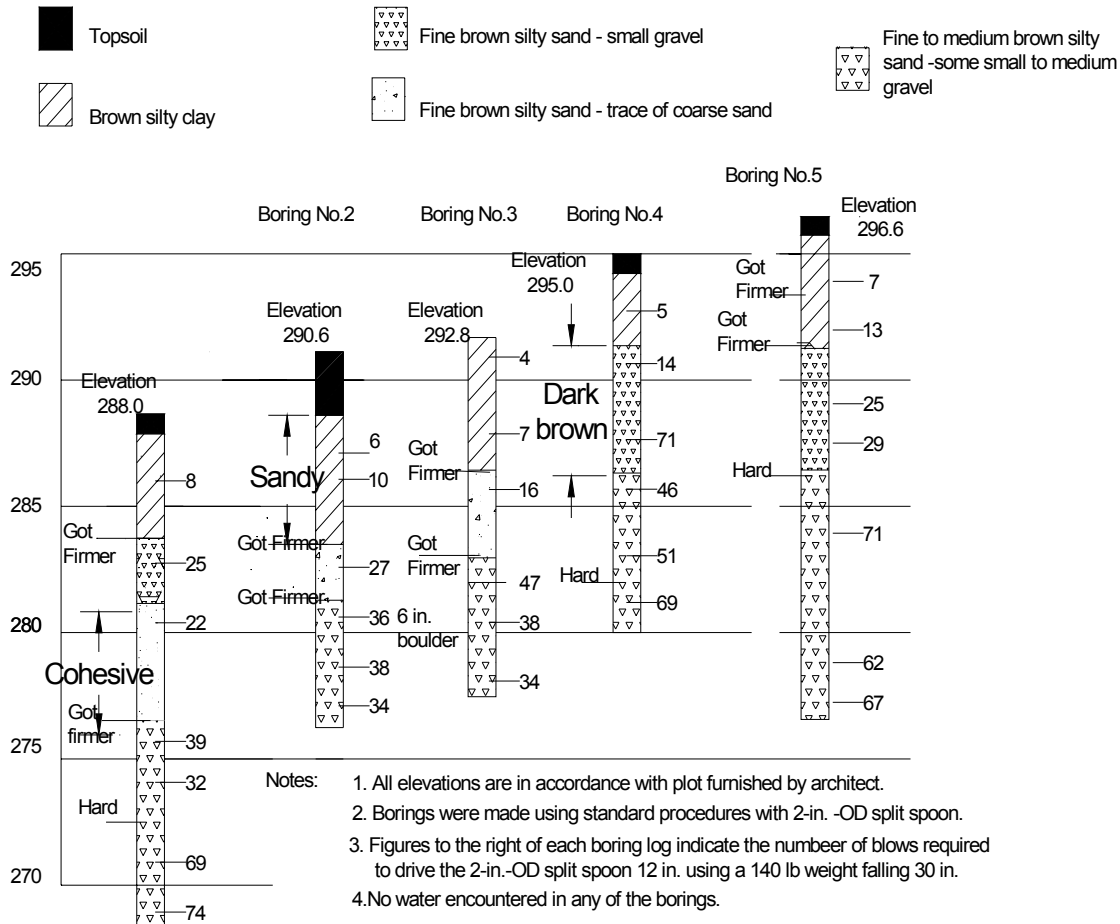 Topsoil
Fine brown silty sand - small gravel
Fine to medium brown silty
sand -some small to medium
gravel
Brown silty clay
Fine brown silty sand - trace of coarse sand
Boring No.2
Boring No.3
Boring No.4
Boring No.5
Elevation
296.6
295
Elevation
295.0
Got
Firmer
7
Elevation
290.6
Elevation
292.8
5
Got
Firmer
13
4
14
290
Elevation
288.0
Dark
brown
25
6
7
71
29
Sandy
Got
Firmer
Hard
8
10
16
46
285
Got
Firmer
Got Firmer
Got
Firmer
71
25
27
47
51
Hard
Got Firmer
69
22
36
6 in.
boulder
38
280
Cohesive
38
34
62
Got
firmer
34
67
39
275
32
Hard
69
270
74
Notes:
1. All elevations are in accordance with plot furnished by architect.
2. Borings were made using standard procedures with 2-in. -OD split spoon.
3. Figures to the right of each boring log indicate the numbeer of blows required
to drive the 2-in.-OD split spoon 12 in. using a 140 lb weight falling 30 in.
4.No water encountered in any of the borings.